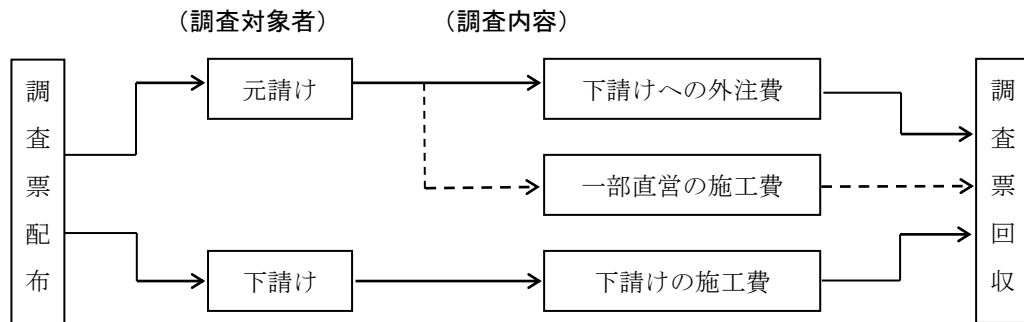 （調査対象者）
（調査内容）
調査票配布
元請け
下請けへの外注費
一部直営の施工費
下請け
下請けの施工費
調査票回収